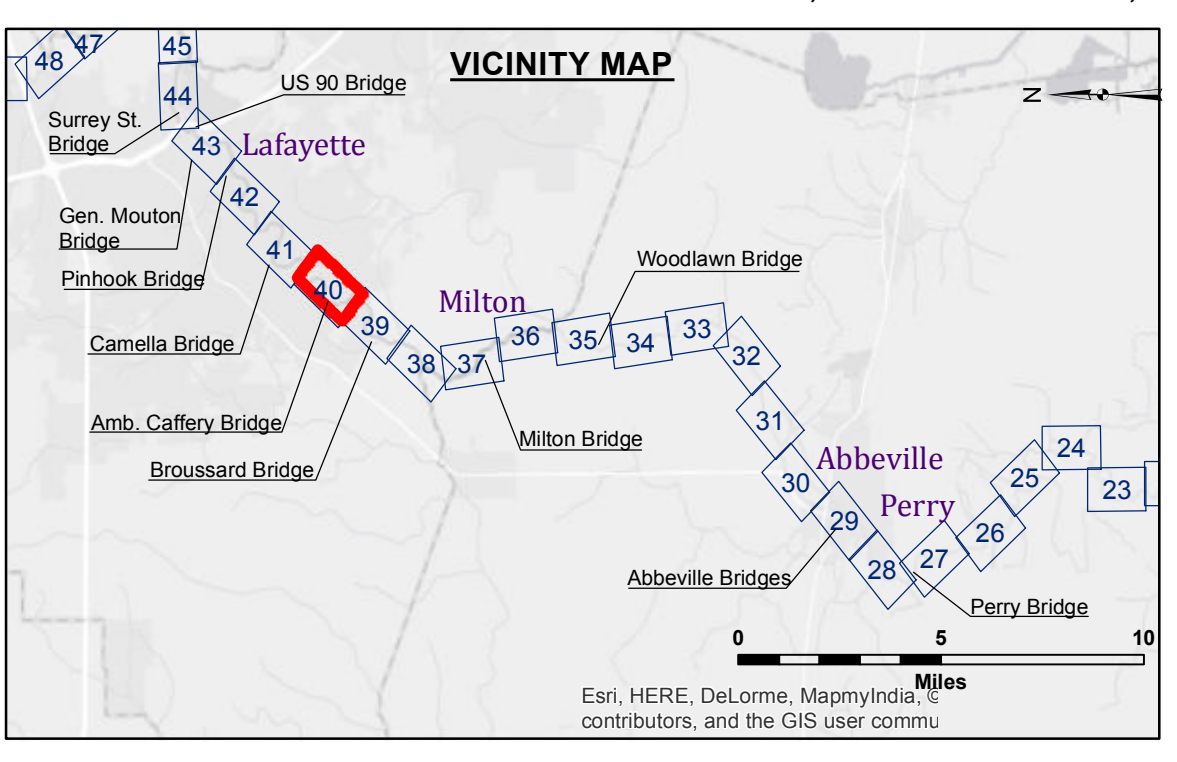 VICINITY MAP
47
48
45
US 90 Bridge
N
44
Surrey St.
Bridge
43
Lafayette
42
Gen. Mouton
Bridge
41
Pinhook Bridge
Woodlawn Bridge
40
Milton
39
36
35
34
33
Camella Bridge
38
37
32
Amb. Caffery Bridge
31
Milton Bridge
24
Broussard Bridge
Abbeville
30
25
23
Perry
29
26
27
28
Abbeville Bridges
Perry Bridge
0
5
10
Miles
Esri, HERE, DeLorme, MapmyIndia, ©
contributors, and the GIS user commu